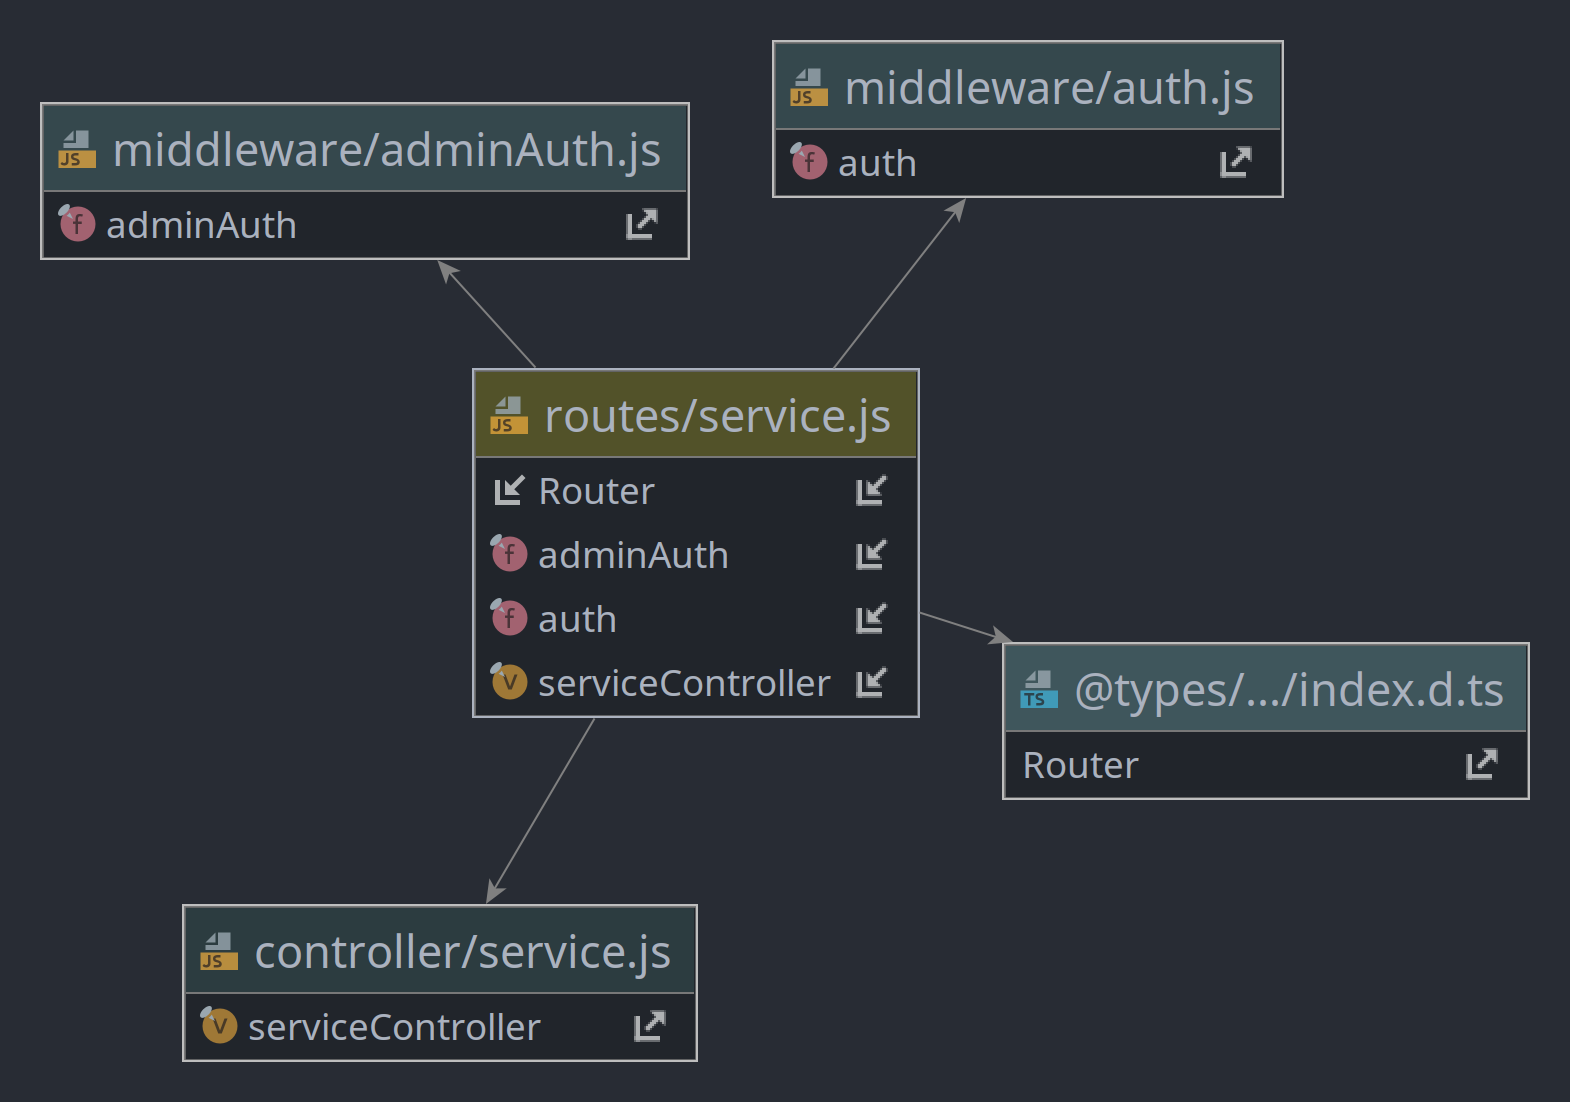 middleware/auth.js
auth
middleware/adminAuth.js
adminAuth
routes/service.js
Router
adminAuth
auth
serviceController
@types/.../index.d.ts
Router
controller/service.js
serviceController